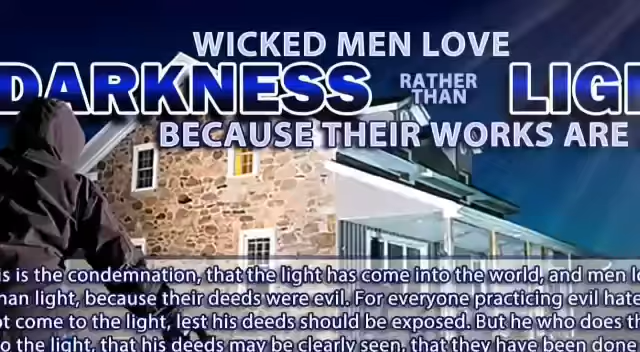 WICKED MEN LOVE
DARKNESS RATHER THAN LIG
BECAUSE THEIR WORKS ARE
is is the condemnation, that the light has come into the world, and men l
han light, because their deeds were evil. For everyone practicing evil hate
ot come to the light, lest his deeds should be exposed. But he who does th
o the light, that his deeds may be clearly seen, that they have been done